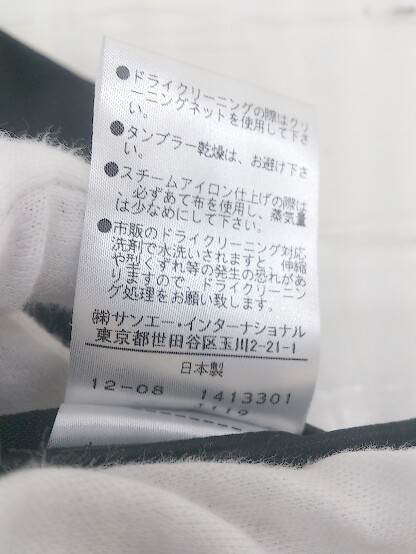 ●ドライクリーニングの際はクリ
ーニングネットを使用して下さ
い。
●タンブラー乾燥は、お避け下さ
い。
●スチームアイロン仕上げの際は
、必ずあて布を使用し、蒸気量
は少なめにして下さい。
●市販のドライクリーニング対応
洗剤で水洗いされますと、伸縮
や型くずれ等の発生の恐れがあ
りますので ドライクリーニン
グ処理をお願い致します。
㈱サンエー・インターナショナル
東京都世田谷区玉川2-21-1
日本製
12-08 1413301